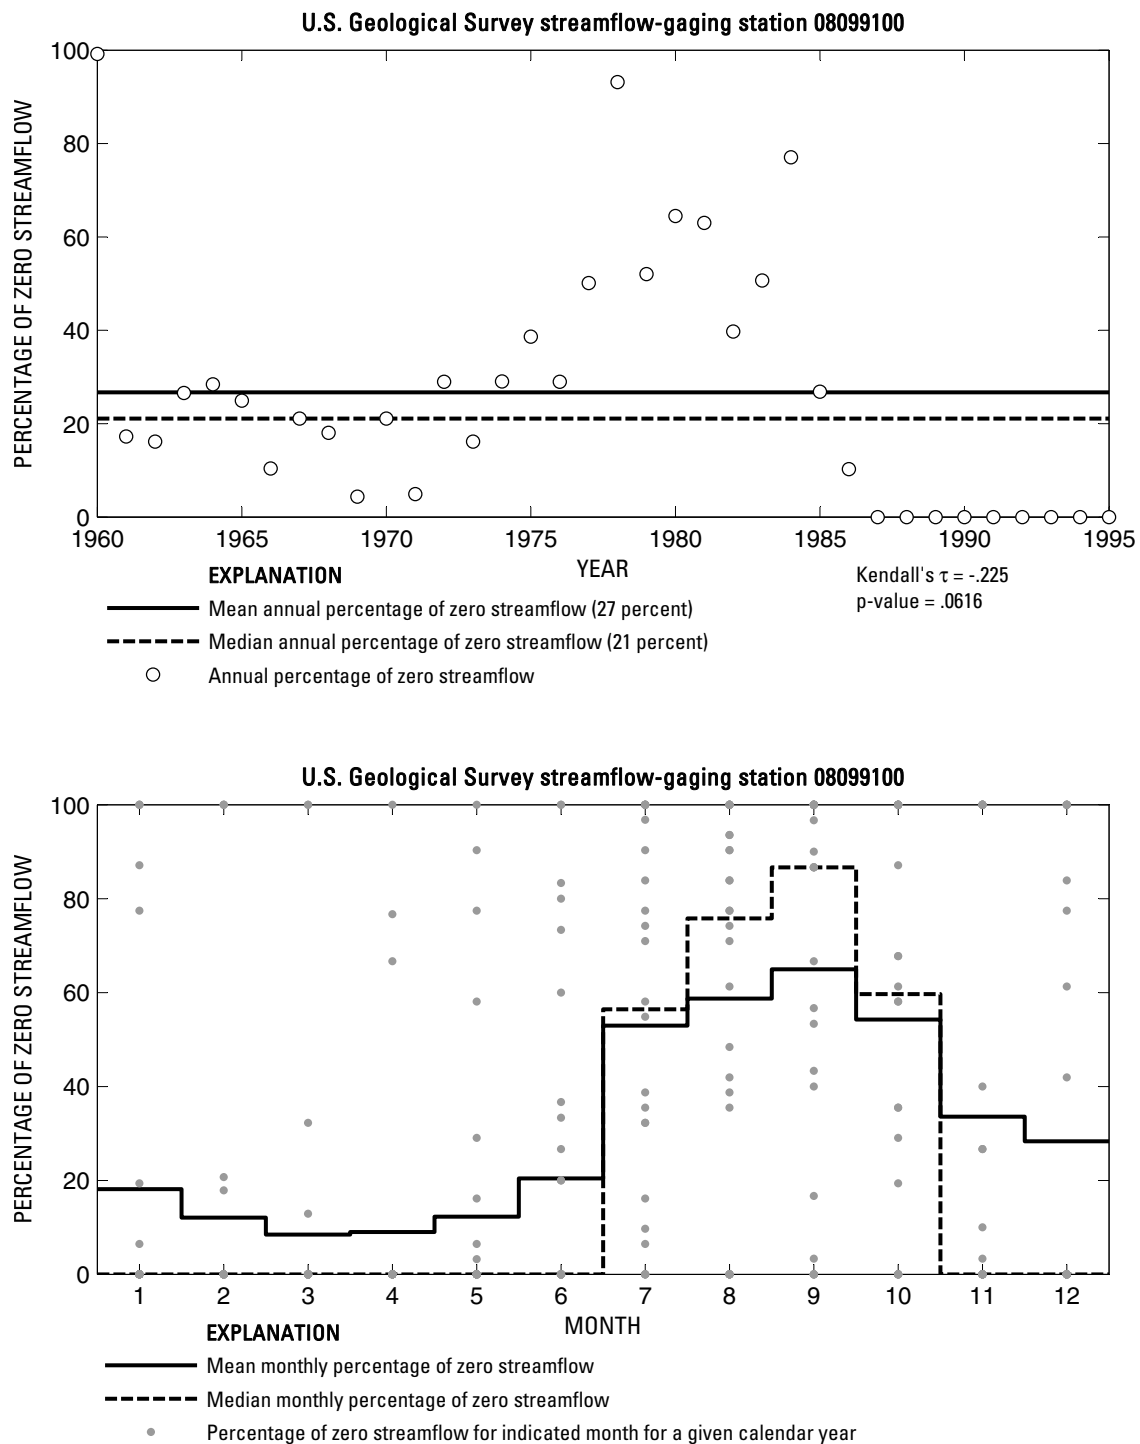 U.S. Geological Survey streamflow-gaging station 08099100
PERCENTAGE OF ZERO STREAMFLOW
100
80
60
40
20
0
1960 1965 1970 1975 1980 1985 1990 1995
YEAR
EXPLANATION
Mean annual percentage of zero streamflow (27 percent)
Median annual percentage of zero streamflow (21 percent)
Annual percentage of zero streamflow
Kendall's τ = -.225
p-value = .0616
U.S. Geological Survey streamflow-gaging station 08099100
PERCENTAGE OF ZERO STREAMFLOW
100
80
60
40
20
0
1 2 3 4 5 6 7 8 9 10 11 12
MONTH
EXPLANATION
Mean monthly percentage of zero streamflow
Median monthly percentage of zero streamflow
Percentage of zero streamflow for indicated month for a given calendar year